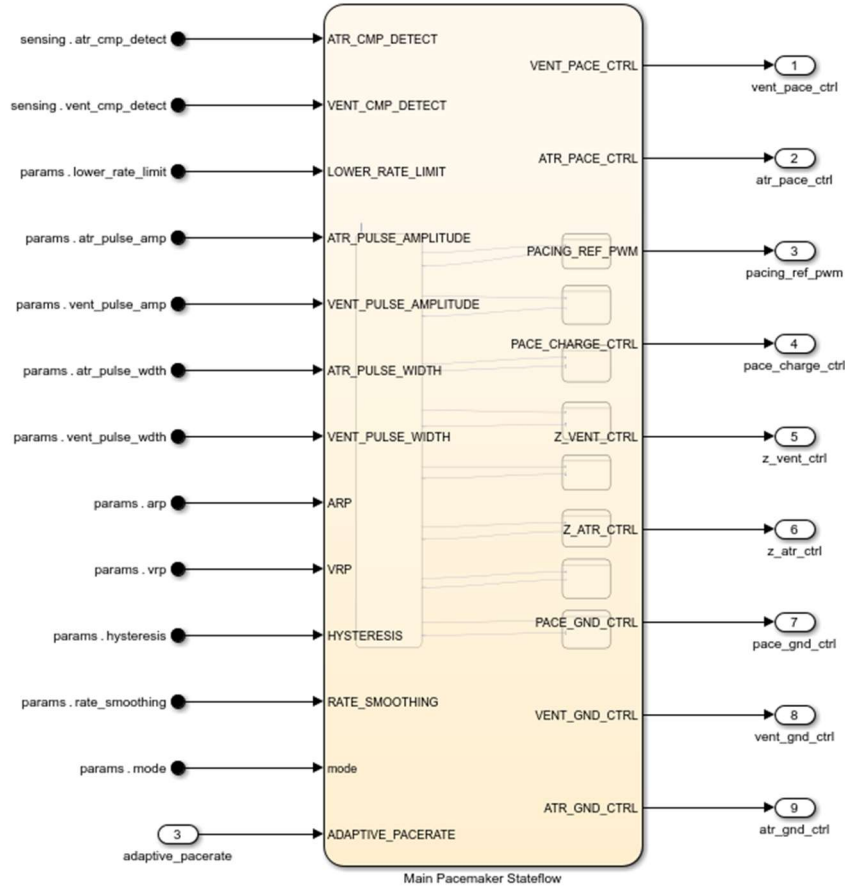 sensing . atr_cmp_detect
ATR_CMP_DETECT
VENT_PACE_CTRL
1
vent_pace_ctrl
sensing . vent_cmp_detect
VENT_CMP_DETECT
ATR_PACE_CTRL
2
atr_pace_ctrl
params . lower_rate_limit
LOWER_RATE_LIMIT
params . atr_pulse_amp
ATR_PULSE_AMPLITUDE
PACING_REF_PWM
3
pacing_ref_pwm
params . vent_pulse_amp
VENT_PULSE_AMPLITUDE
PACE_CHARGE_CTRL
4
pace_charge_ctrl
params . atr_pulse_wdth
ATR_PULSE_WIDTH
params . vent_pulse_wdth
VENT_PULSE_WIDTH
Z_VENT_CTRL
5
z_vent_ctrl
params . arp
ARP
Z_ATR_CTRL
6
z_atr_ctrl
params . vrp
VRP
params . hysteresis
HYSTERESIS
PACE_GND_CTRL
7
pace_gnd_ctrl
params . rate_smoothing
RATE_SMOOTHING
VENT_GND_CTRL
8
vent_gnd_ctrl
params . mode
mode
ATR_GND_CTRL
9
atr_gnd_ctrl
3
adaptive_pacerate
ADAPTIVE_PACERATE
Main Pacemaker Stateflow